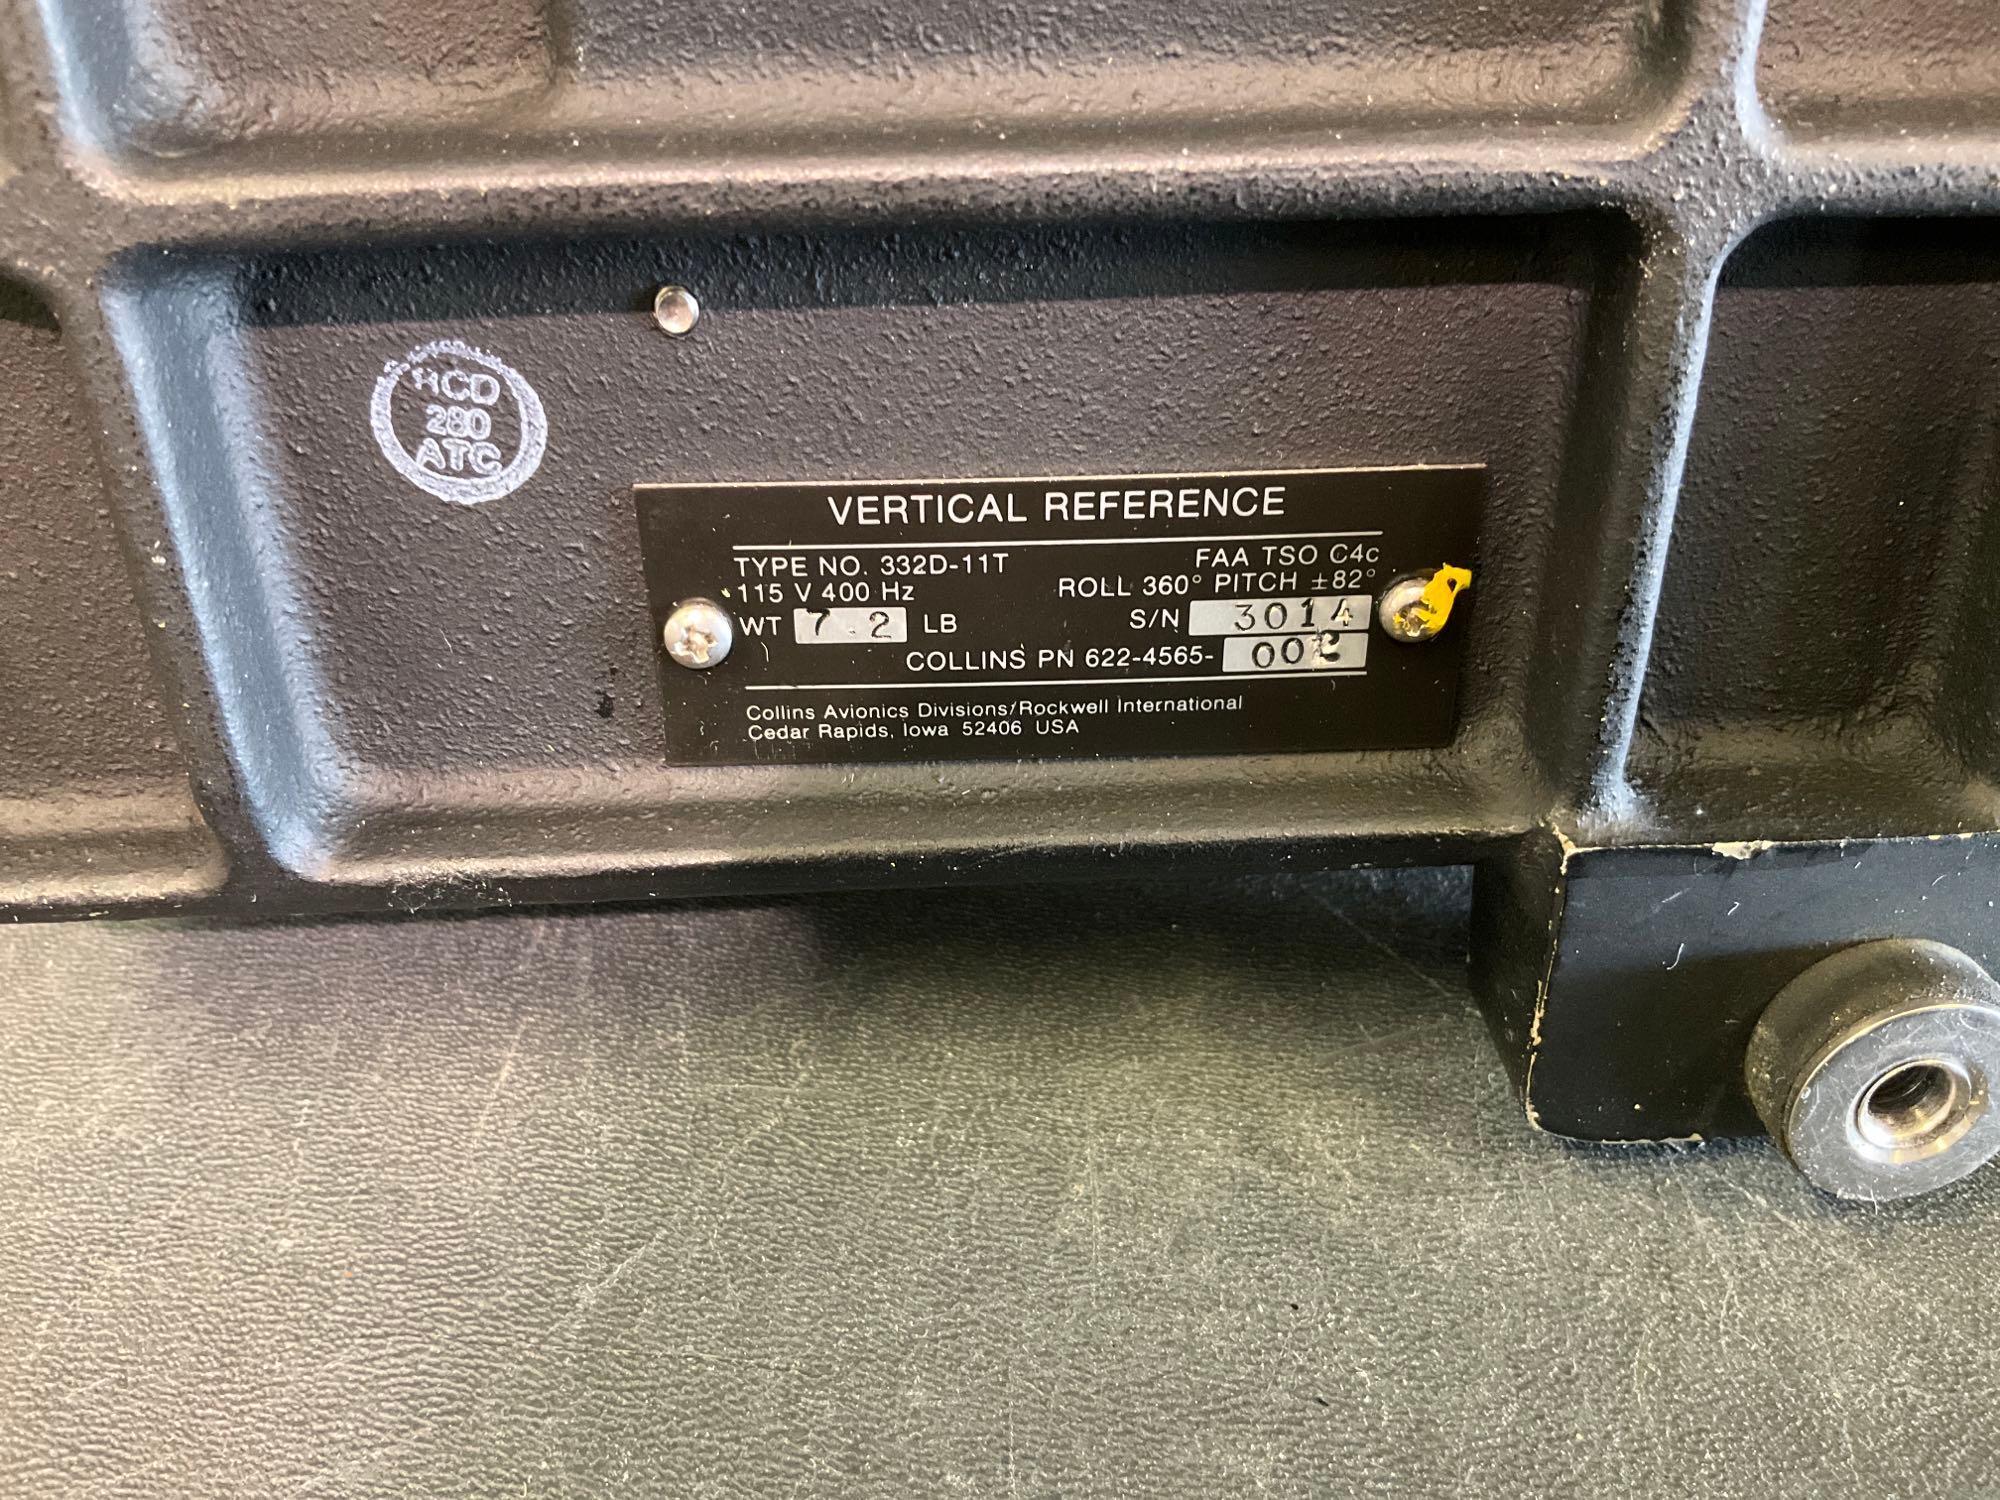 HCD
280
ATC
VERTICAL REFERENCE
TYPE NO. 332D-11T FAA TSO C4c
115 V 400 Hz ROLL 360° PITCH ±82°
WT 7.2 LB S/N 3014
COLLINS PN 622-4565-
Collins Avionics Divisions/Rockwell International
Cedar Rapids, Iowa 52406 USA